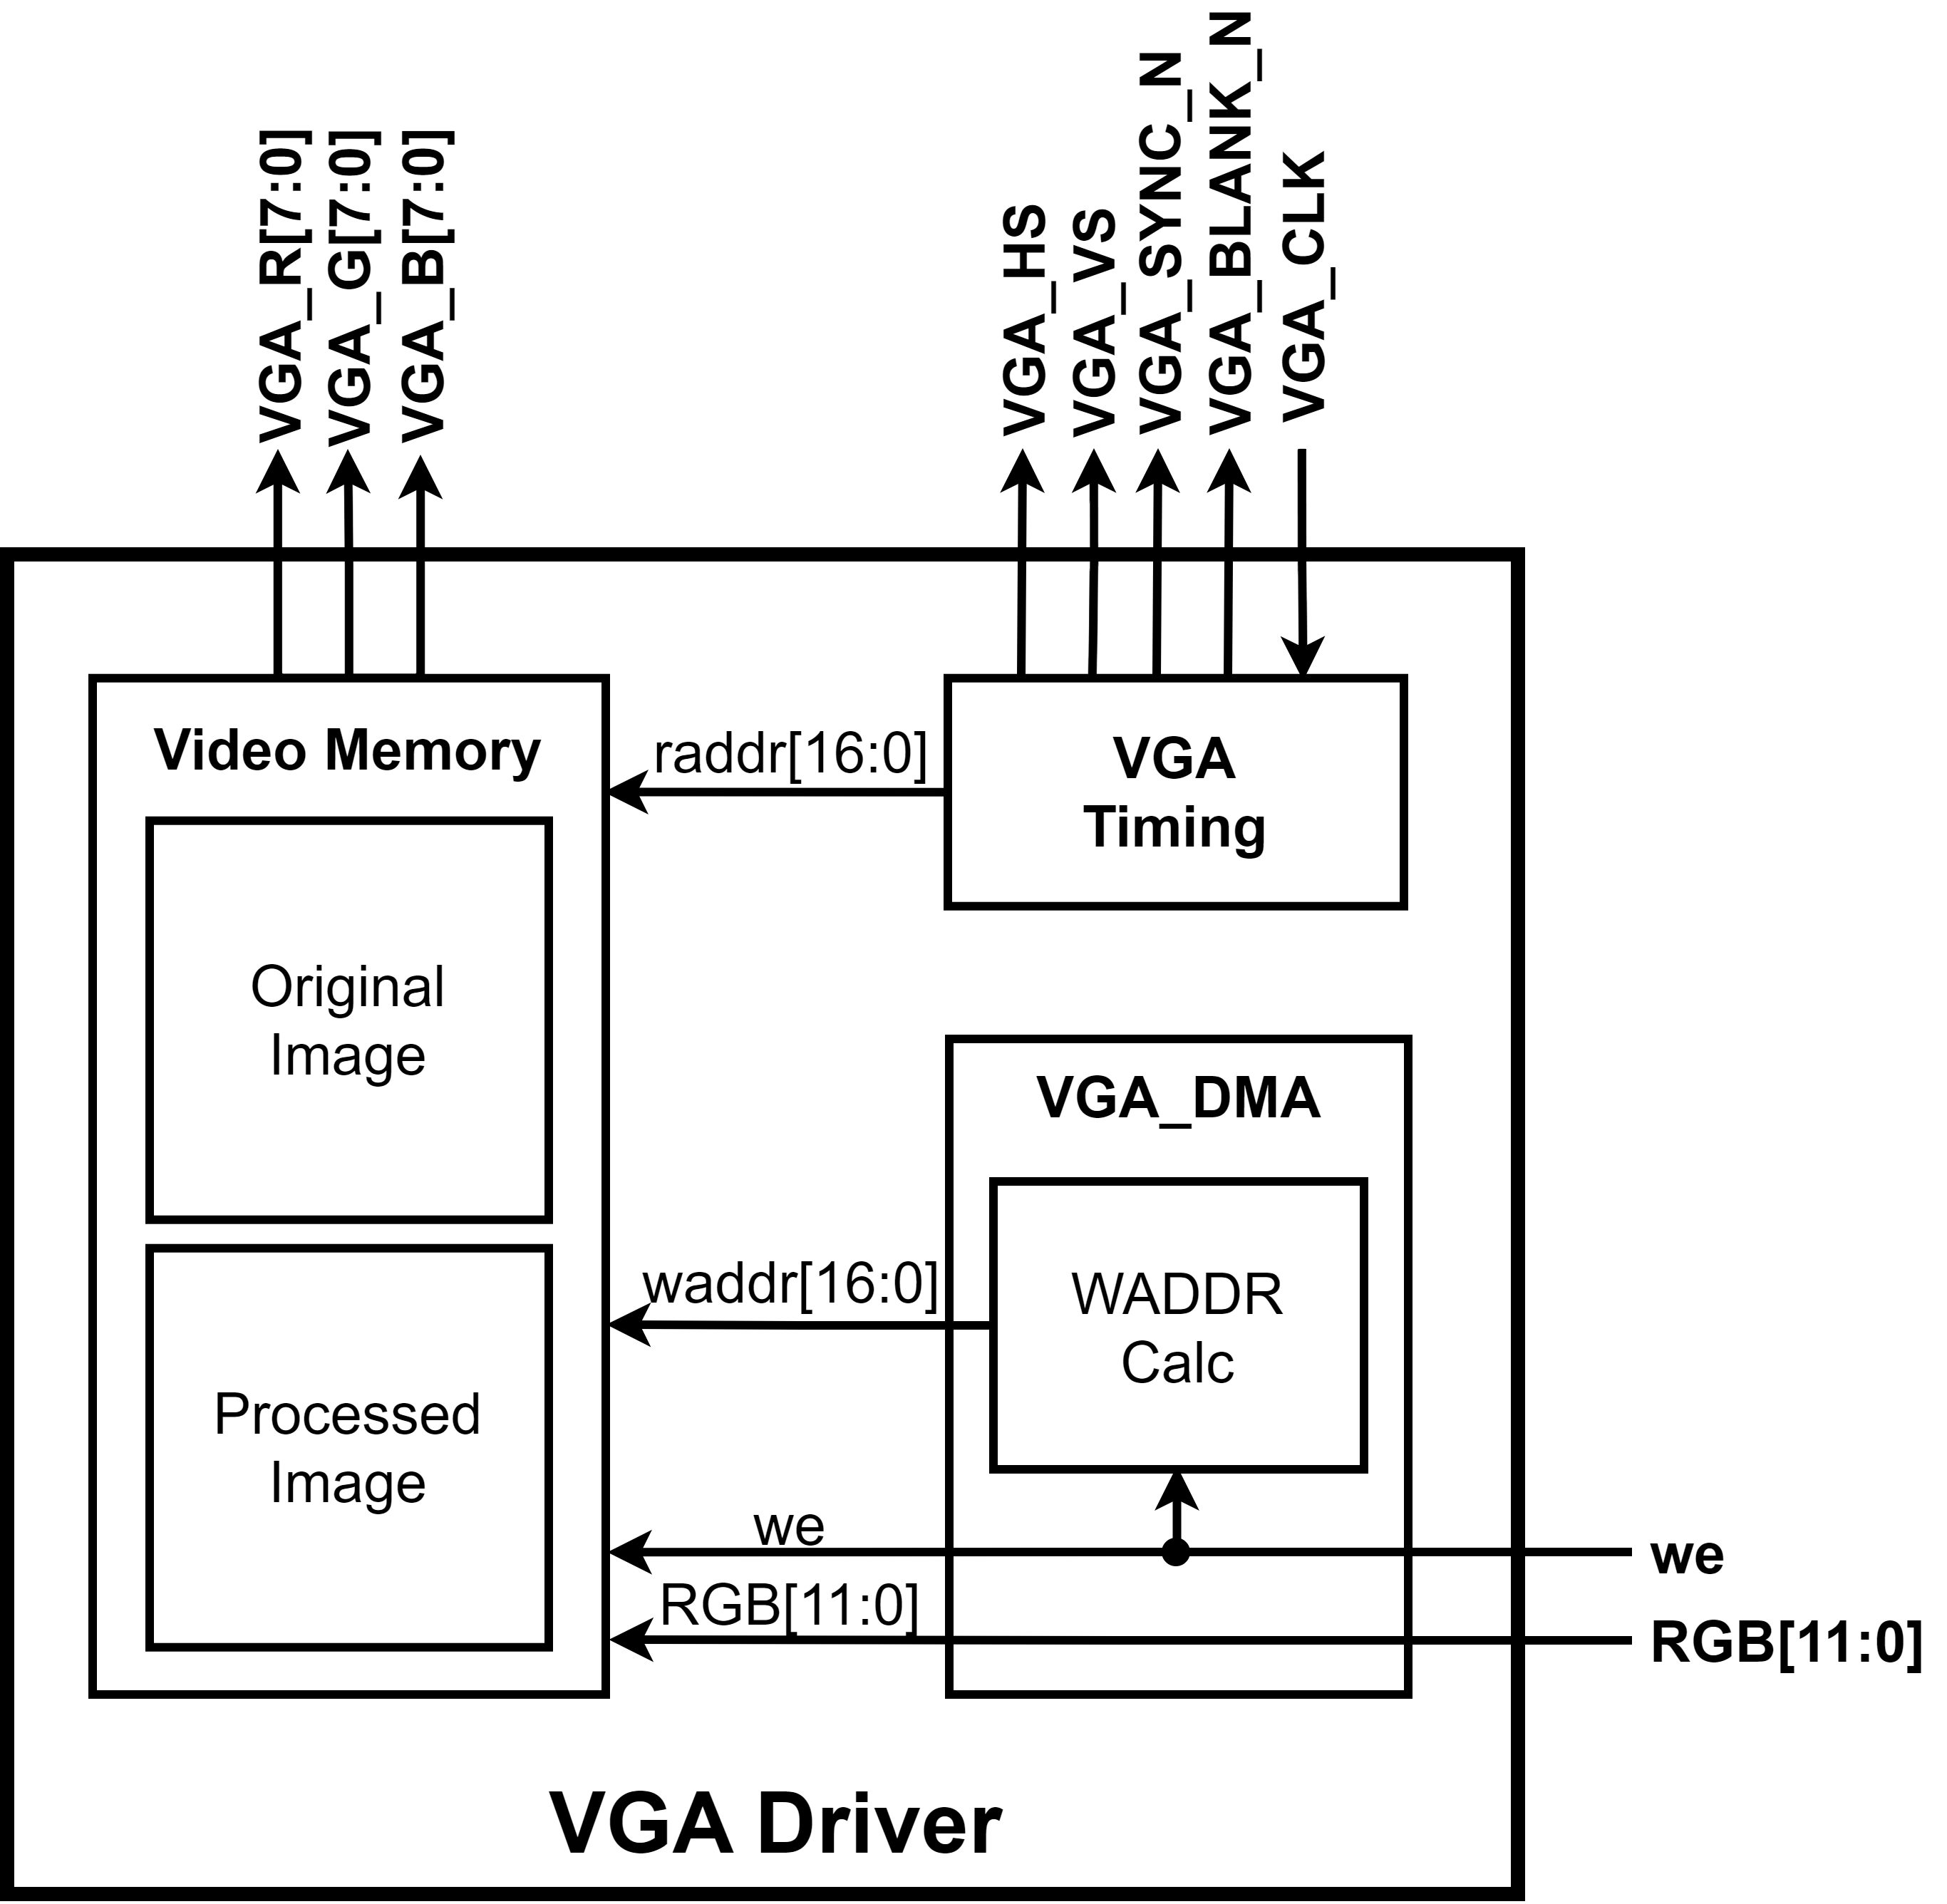 VGA_R[7:0]
VGA_G[7:0]
VGA_B[7:0]
VGA_HS
VGA_VS
VGA_SYNC_N
VGA_BLANK_N
VGA_CLK
Video Memory
raddr[16:0]
VGA
Timing
Original
Image
VGA_DMA
waddr[16:0]
WADDR
Calc
Processed
Image
we
we
RGB[11:0]
RGB[11:0]
VGA Driver